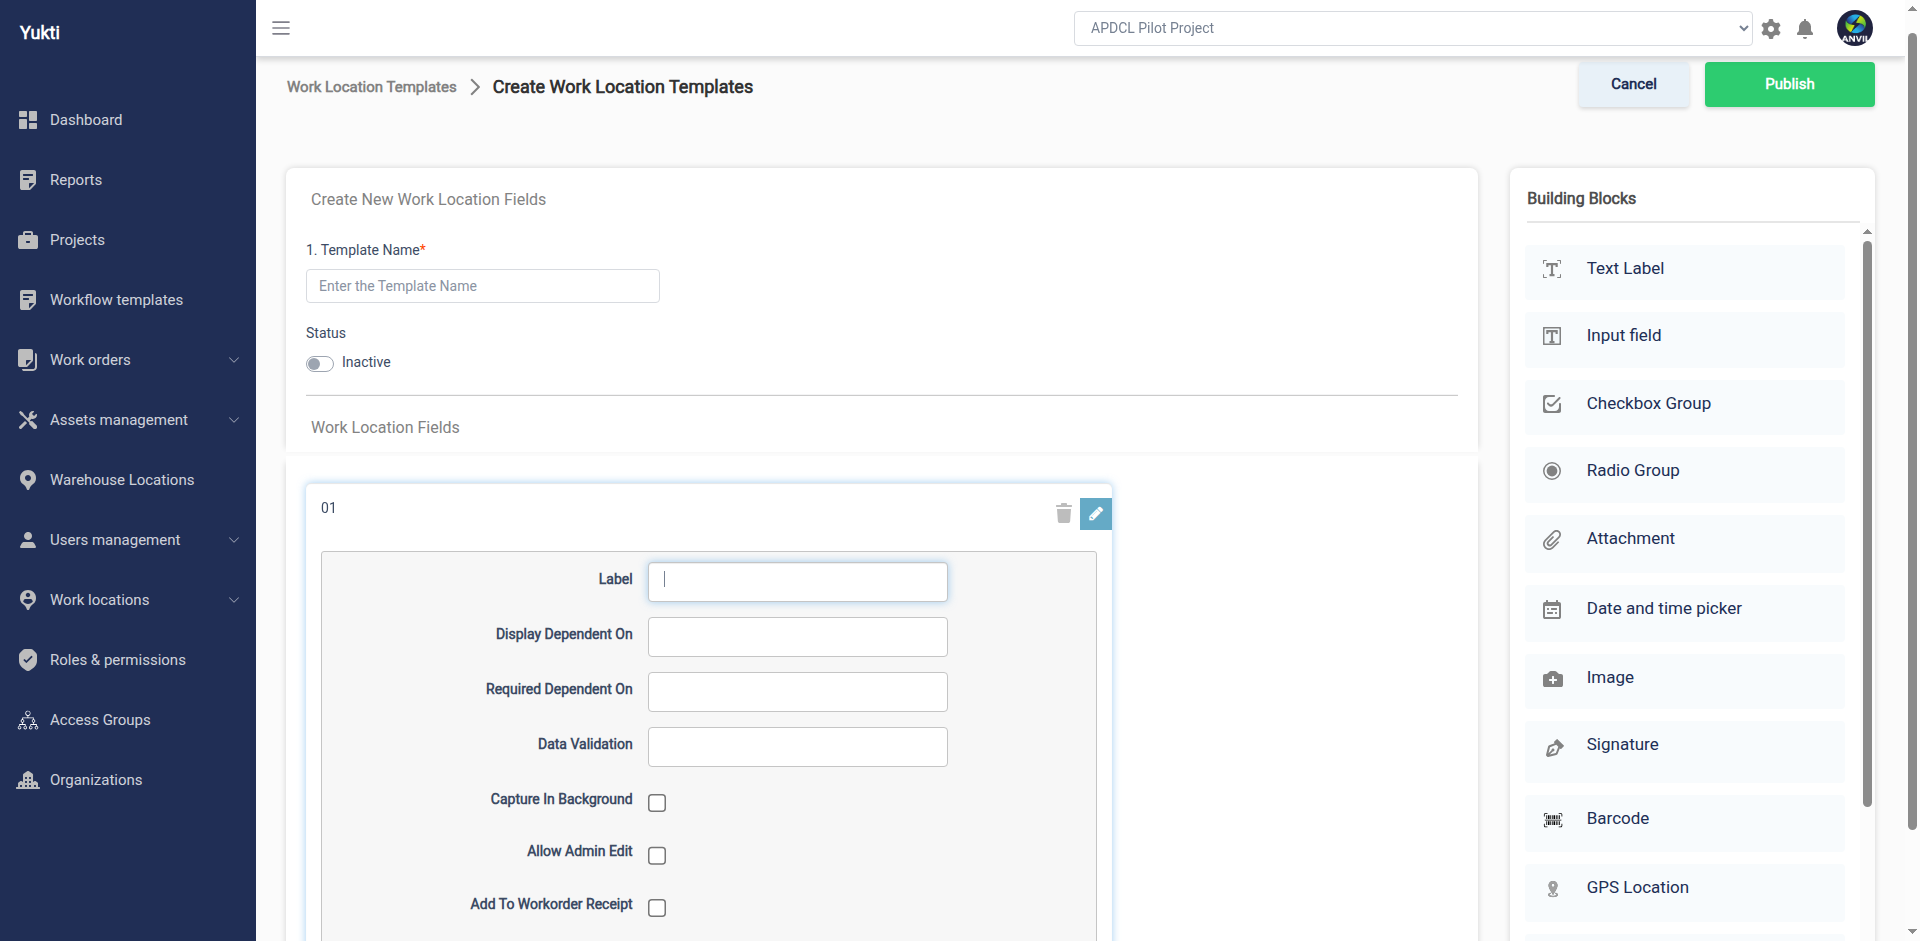 Yukti
Dashboard
Reports
Projects
Workflow templates
Work orders
Assets management
Warehouse Locations
Users management
Work locations
Roles & permissions
Access Groups
Organizations
APDCL Pilot Project
ANVIL
Work Location Templates
Create Work Location Templates
Cancel
Publish
Create New Work Location Fields
1. Template Name*
Enter the Template Name
Status
Inactive
Work Location Fields
01
Label
Display Dependent On
Required Dependent On
Data Validation
Capture In Background
Allow Admin Edit
Add To Workorder Receipt
Building Blocks
Text Label
Input field
Checkbox Group
Radio Group
Attachment
Date and time picker
Image
Signature
Barcode
GPS Location